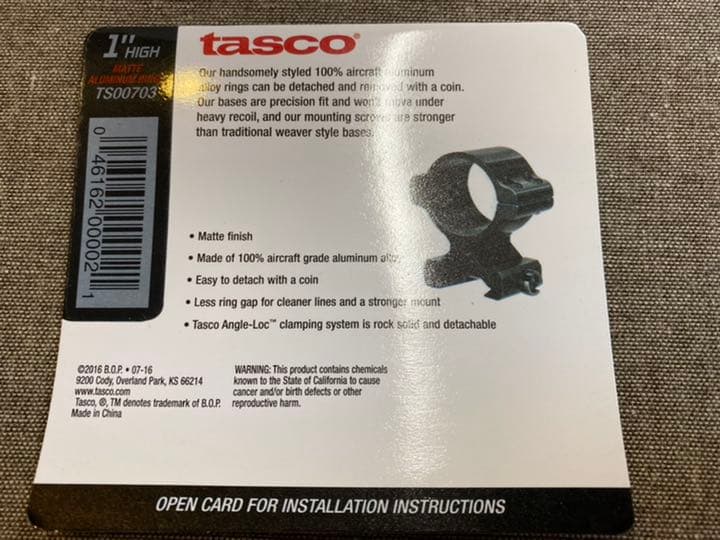 1" HIGH
MATTE
ALUMINUM RINGS
TS00703
0 46162 00002 1
tasco®
Our handsomely styled 100% aircraft aluminum
alloy rings can be detached and removed with a coin.
Our bases are precision fit and won't move under
heavy recoil, and our mounting screws are stronger
than traditional weaver style bases.
• Matte finish
• Made of 100% aircraft grade aluminum alloy
• Easy to detach with a coin
• Less ring gap for cleaner lines and a stronger mount
• Tasco Angle-Loc™ clamping system is rock solid and detachable
©2016 B.O.P. • 07-16
9200 Cody, Overland Park, KS 66214
www.tasco.com
Tasco, ®, TM denotes trademark of B.O.P.
Made in China
WARNING: This product contains chemicals
known to the State of California to cause
cancer and/or birth defects or other
reproductive harm.
OPEN CARD FOR INSTALLATION INSTRUCTIONS